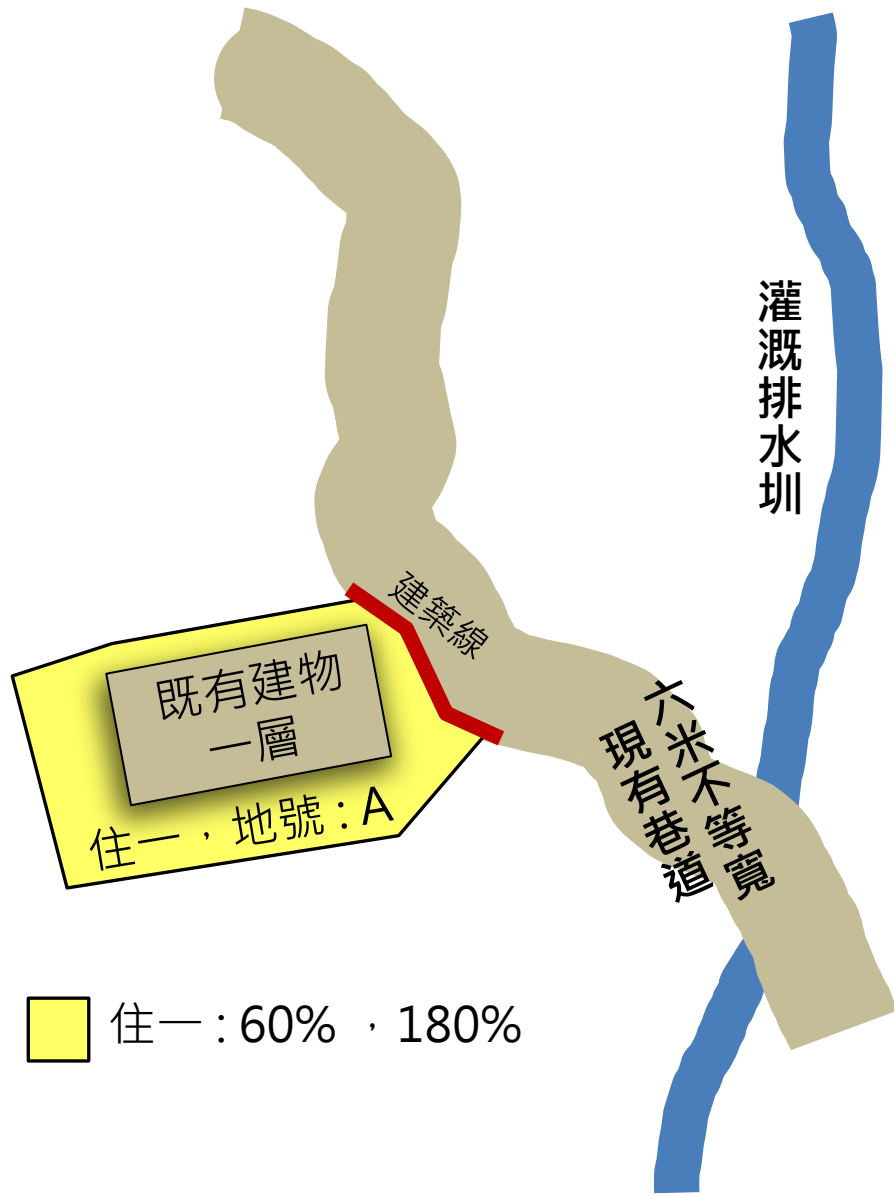 灌溉排水圳
建築線
既有建物
一層
六米不等寬
現有巷道
住一，地號：A
住一：60% ，180%